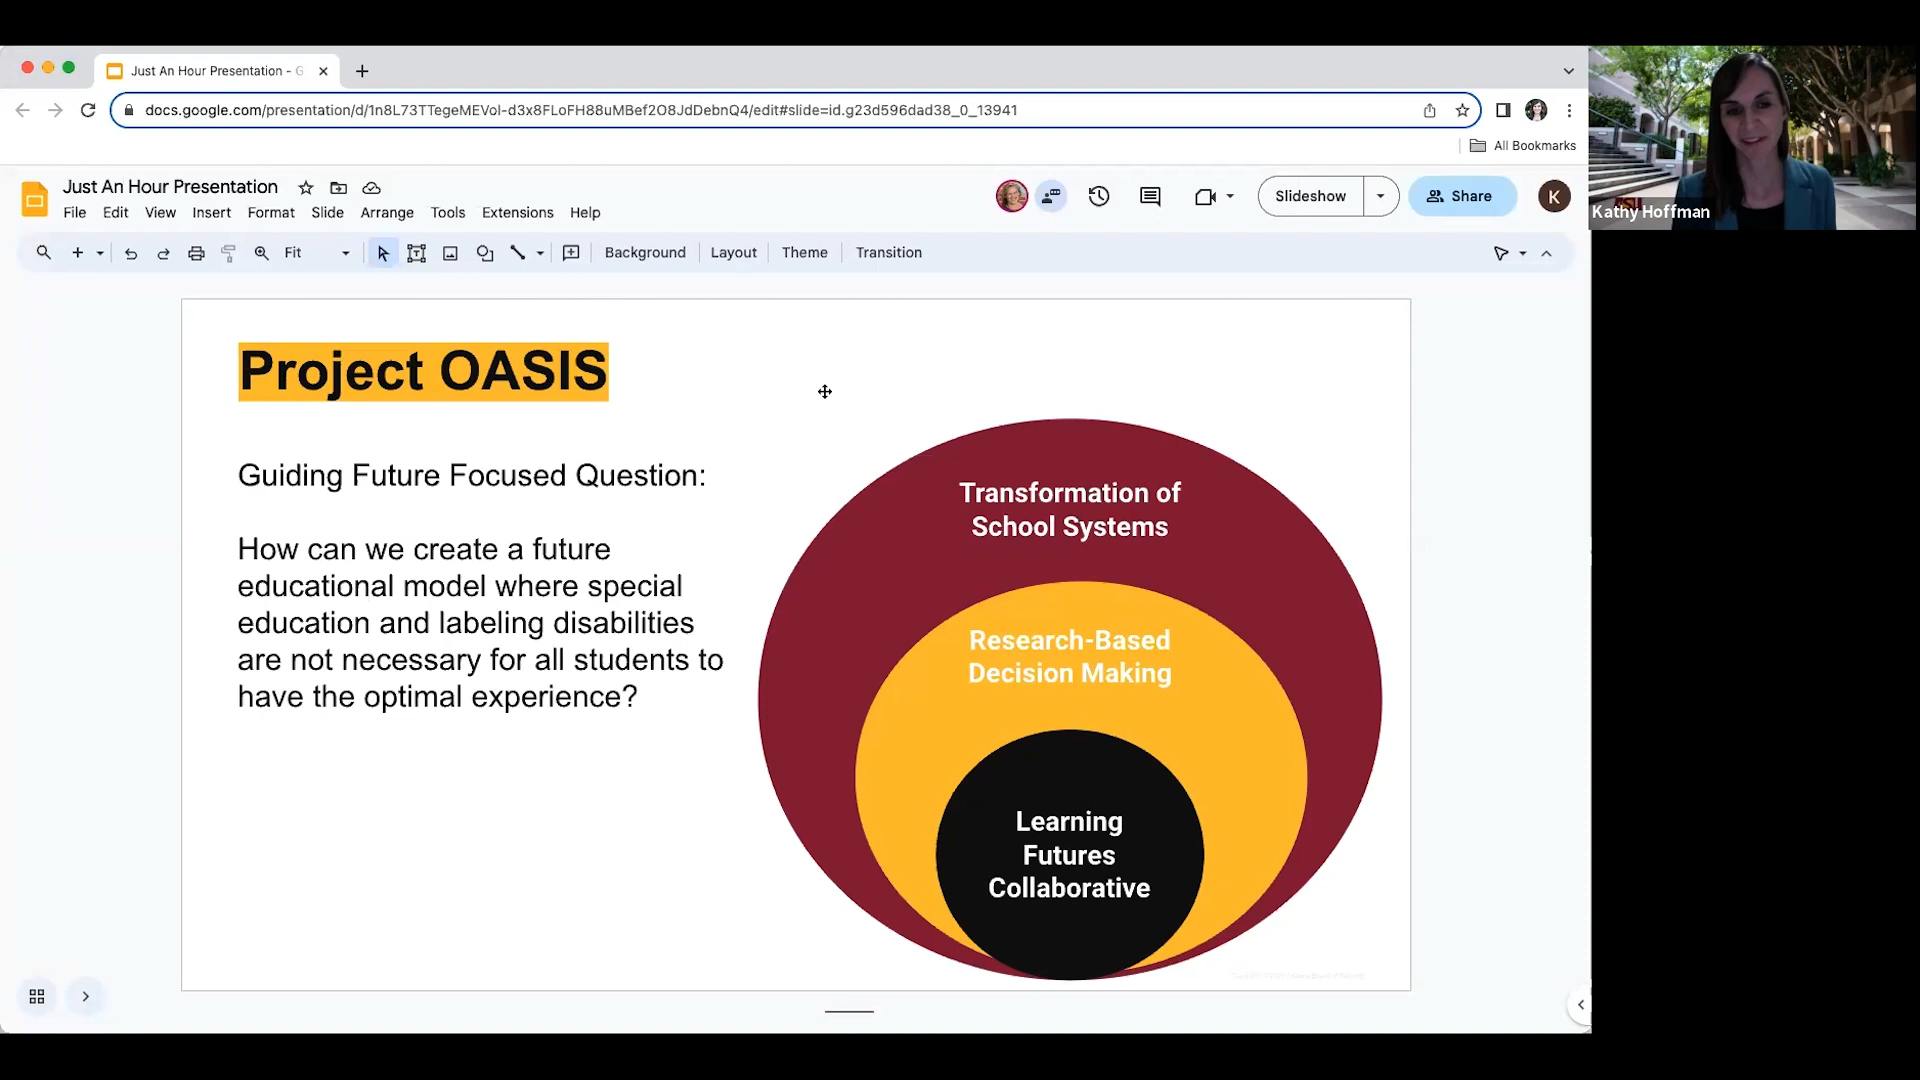 Just An Hour Presentation - G
docs.google.com/presentation/d/1n8L73TTegeMEVol-d3x8FLoFH88uMBef2O8JdDebnQ4/edit#slide=id.g23d596dad38_0_13941
All Bookmarks
Just An Hour Presentation
File Edit View Insert Format Slide Arrange Tools Extensions Help
Slideshow
Share
K
Kathy Hoffman
Fit
Background Layout Theme Transition
Project OASIS
Guiding Future Focused Question:
How can we create a future
educational model where special
education and labeling disabilities
are not necessary for all students to
have the optimal experience?
Transformation of
School Systems
Research-Based
Decision Making
Learning
Futures
Collaborative